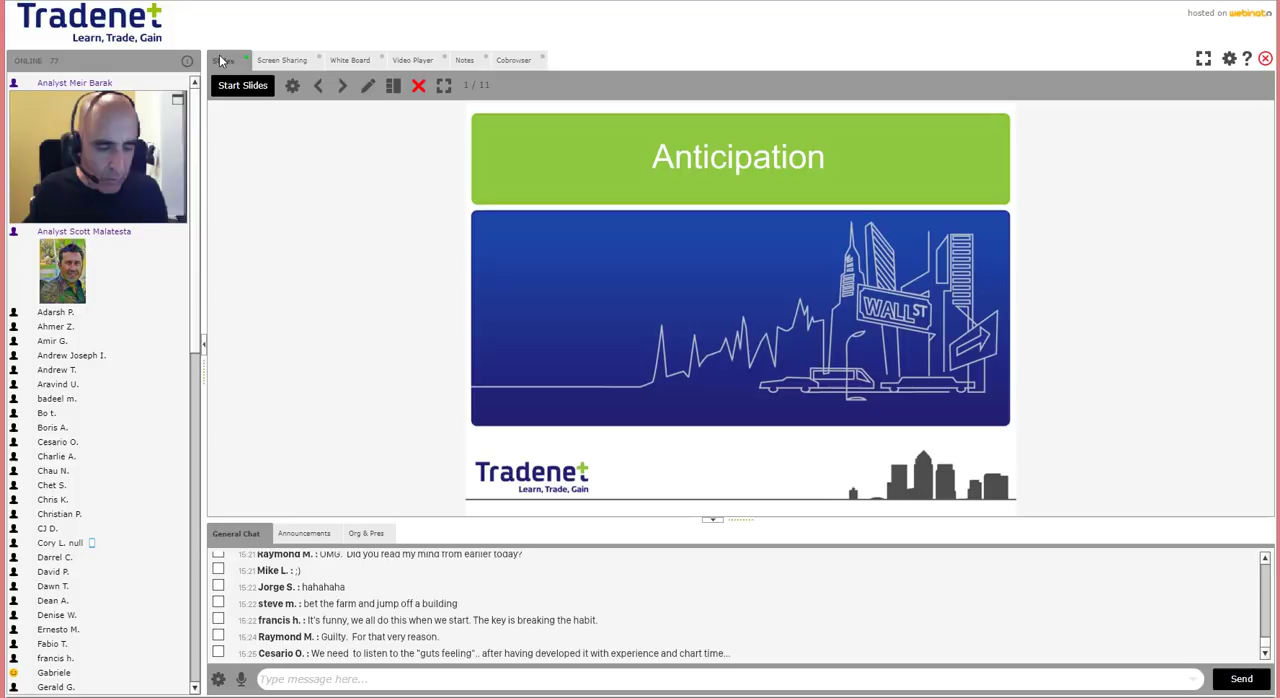 Tradenet
Learn, Trade, Gain
hosted on webinato
ONLINE 77
Analyst Meir Barak
Analyst Scott Malatesta
Adarsh P.
Ahmer Z.
Amir G.
Andrew Joseph I.
Andrew T.
Aravind U.
badeel m.
Bo t.
Boris A.
Cesario O.
Charlie A.
Chau N.
Chet S.
Chris K.
Christian P.
CJ D.
Cory L. null
Darrel C.
David P.
Dawn T.
Dean A.
Denise W.
Ernesto M.
Fabio T.
francis h.
Gabriele
Gerald G.
Screen Sharing
White Board
Video Player
Notes
Cobrowser
Start Slides
1 / 11
Anticipation
WALL ST
Tradenet
Learn, Trade, Gain
General Chat
Announcements
Org & Pres
15:21 Raymond M. : OMG. Did you read my mind from earlier today?
15:21 Mike L. : ;)
15:22 Jorge S. : hahahaha
15:22 steve m. : bet the farm and jump off a building
15:22 francis h. : It's funny, we all do this when we start. The key is breaking the habit.
15:24 Raymond M. : Guilty. For that very reason.
15:25 Cesario O. : We need to listen to the "guts feeling".. after having developed it with experience and chart time...
Type message here...
Send